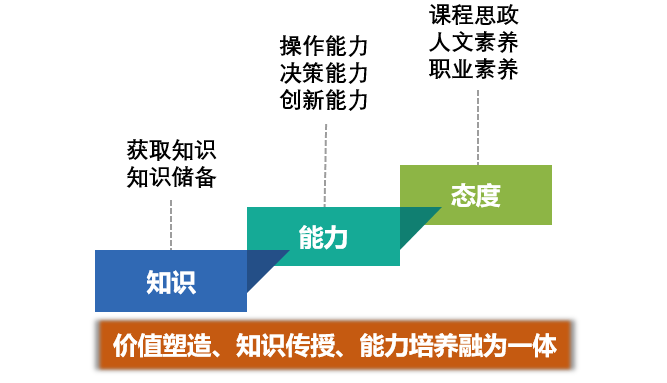 获取知识
知识储备
知识
操作能力
决策能力
创新能力
能力
课程思政
人文素养
职业素养
态度
价值塑造、知识传授、能力培养融为一体